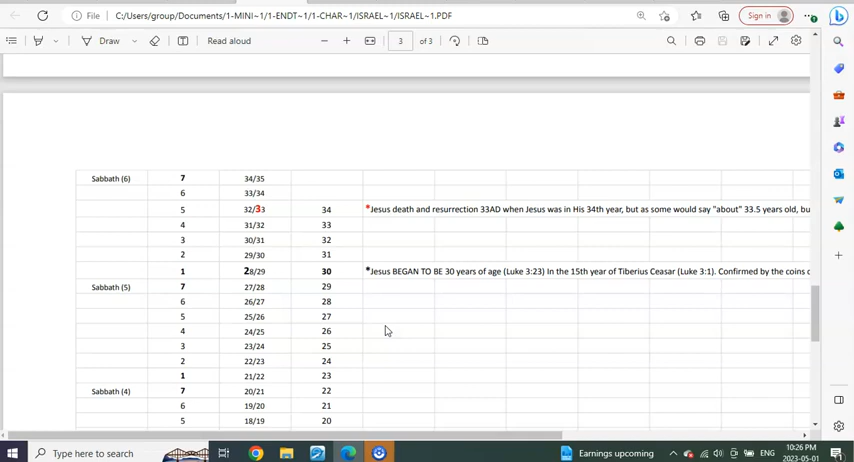 File
C:/Users/group/Documents/1-MINI~1/1-ENDT~1/1-CHAR~1/ISRAEL~1/ISRAEL~1.PDF
Sign in
Draw
Read aloud
3 of 3
Sabbath (6) 7 34/35
6 33/34
5 32/33 34 *Jesus death and resurrection 33AD when Jesus was in His 34th year, but as some would say "about" 33.5 years old, bu
4 31/32 33
3 30/31 32
2 29/30 31
1 28/29 30 *Jesus BEGAN TO BE 30 years of age (Luke 3:23) In the 15th year of Tiberius Ceasar (Luke 3:1). Confirmed by the coins
Sabbath (5) 7 27/28 29
6 26/27 28
5 25/26 27
4 24/25 26
3 23/24 25
2 22/23 24
1 21/22 23
Sabbath (4) 7 20/21 22
6 19/20 21
5 18/19 20
Type here to search
Earnings upcoming
ENG
10:26 PM
2023-05-01